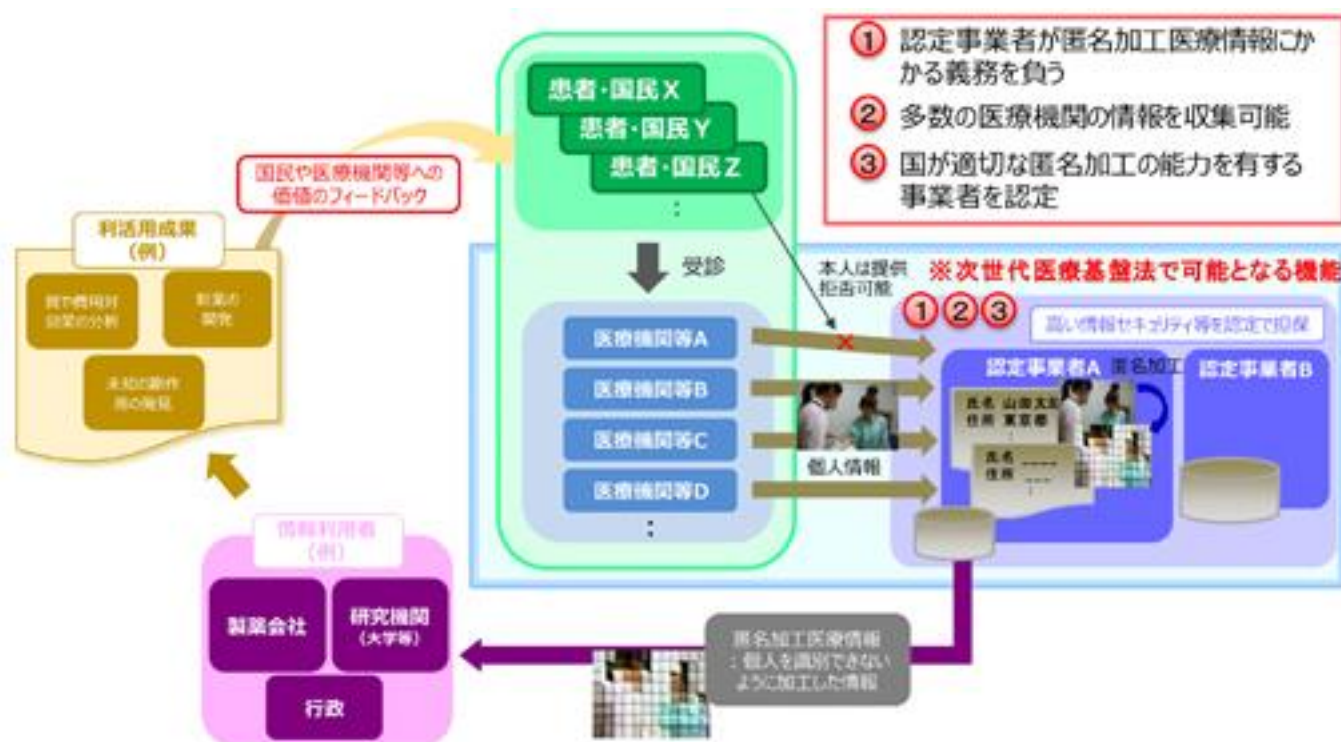 ① 認定事業者が匿名加工医療情報にか
かる義務を負う
② 多数の医療機関の情報を収集可能
③ 国が適切な匿名加工の能力を有する
事業者を認定
患者・国民X
患者・国民Y
患者・国民Z
:
国民や医療機関等への
価値のフィードバック
利活用成果
(例)
創薬の
開発
受診
本人は提供
拒否可能
※次世代医療基盤法で可能となる機能
①②③
高い情報セキュリティ等を認定で担保
医療機関等A
医療機関等B
医療機関等C
医療機関等D
:
個人情報
認定事業者A
匿名加工
認定事業者B
氏名 山田太郎
住所 東京都
:
氏名 ----
住所 ----
:
情報利用者
(例)
製薬会社
研究機関
(大学等)
行政
匿名加工医療情報
:個人を識別できない
ように加工した情報